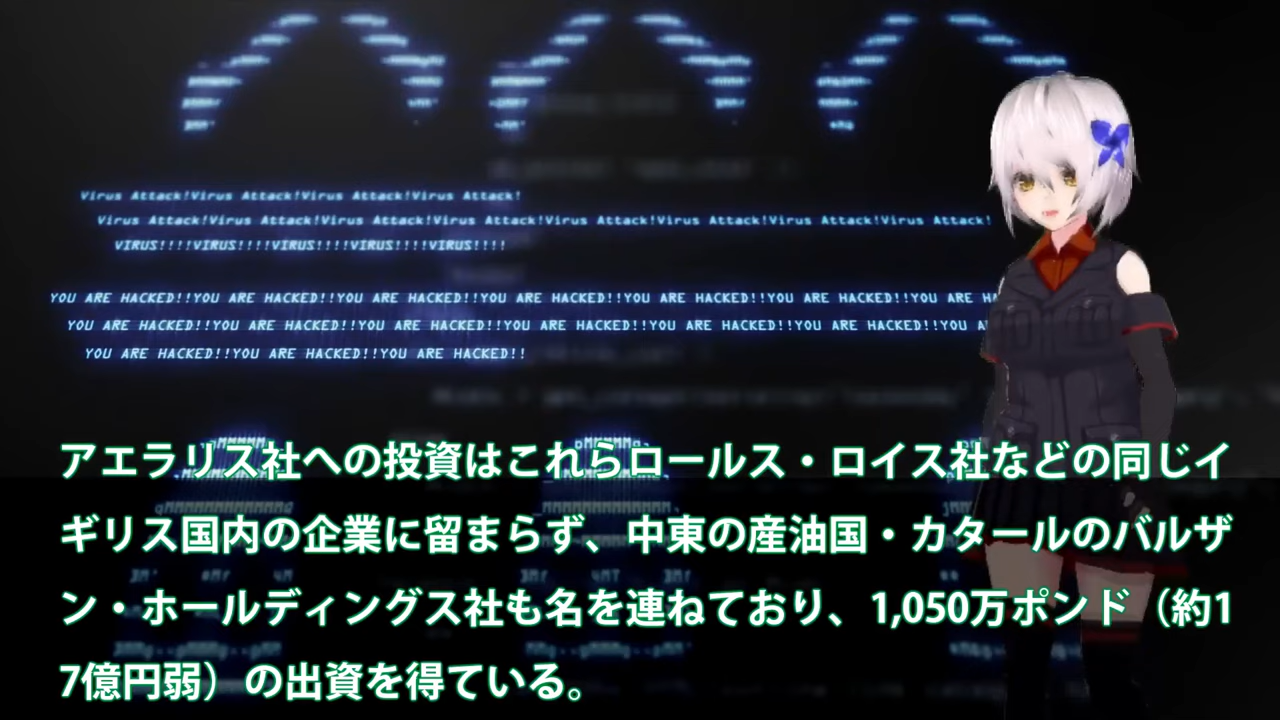 Virus Attack!Virus Attack!Virus Attack!Virus Attack!
Virus Attack!Virus Attack!Virus Attack!Virus Attack!Virus Attack!Virus Attack!Virus Attack!Virus Attack!
VIRUS!!!!VIRUS!!!!VIRUS!!!!VIRUS!!!!VIRUS!!!!
YOU ARE HACKED!!YOU ARE HACKED!!YOU ARE HACKED!!YOU ARE HACKED!!YOU ARE HACKED!!YOU ARE HACKED!!YOU ARE
YOU ARE HACKED!!YOU ARE HACKED!!YOU ARE HACKED!!YOU ARE HACKED!!YOU ARE HACKED!!YOU ARE HACKED!!YOU
YOU ARE HACKED!!YOU ARE HACKED!!YOU ARE HACKED!!
アエラリス社への投資はこれらロールス・ロイス社などの同じイ
ギリス国内の企業に留まらず、中東の産油国・カタールのバルザ
ン・ホールディングス社も名を連ねており、1,050万ポンド（約1
7億円弱）の出資を得ている。